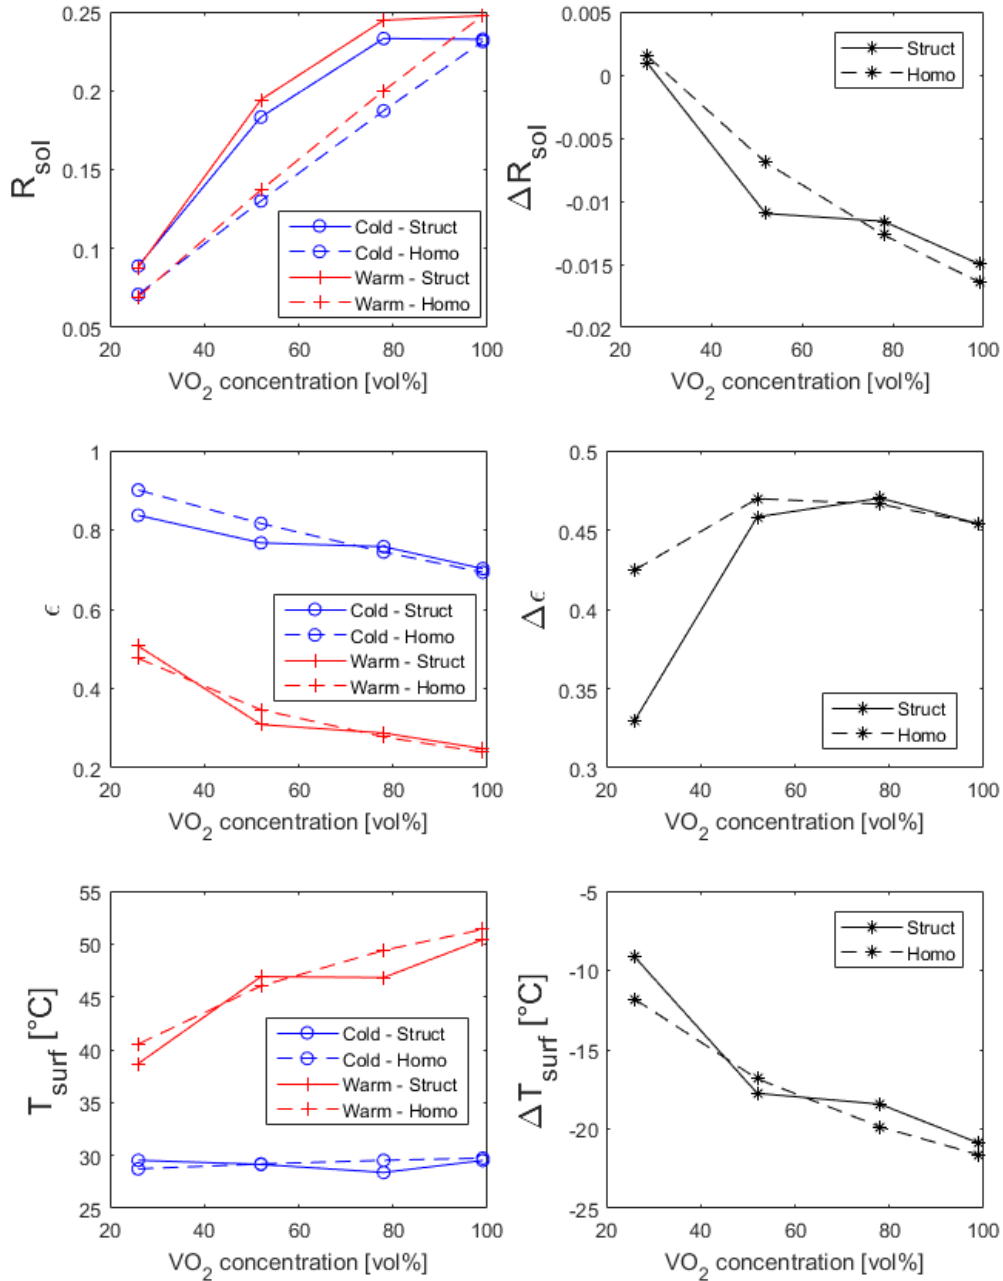 0.25
0.2
0.15
0.1
0.05
R_sol
Cold - Struct
Cold - Homo
Warm - Struct
Warm - Homo
20 40 60 80 100
VO2 concentration [vol%]
0.005
0
-0.005
-0.01
-0.015
-0.02
ΔR_sol
Struct
Homo
20 40 60 80 100
VO2 concentration [vol%]
1
0.8
0.6
0.4
0.2
ϵ
Cold - Struct
Cold - Homo
Warm - Struct
Warm - Homo
20 40 60 80 100
VO2 concentration [vol%]
0.5
0.45
0.4
0.35
0.3
Δϵ
Struct
Homo
20 40 60 80 100
VO2 concentration [vol%]
55
50
45
40
35
30
25
T_surf [°C]
Cold - Struct
Cold - Homo
Warm - Struct
Warm - Homo
20 40 60 80 100
VO2 concentration [vol%]
-5
-10
-15
-20
-25
ΔT_surf [°C]
Struct
Homo
20 40 60 80 100
VO2 concentration [vol%]